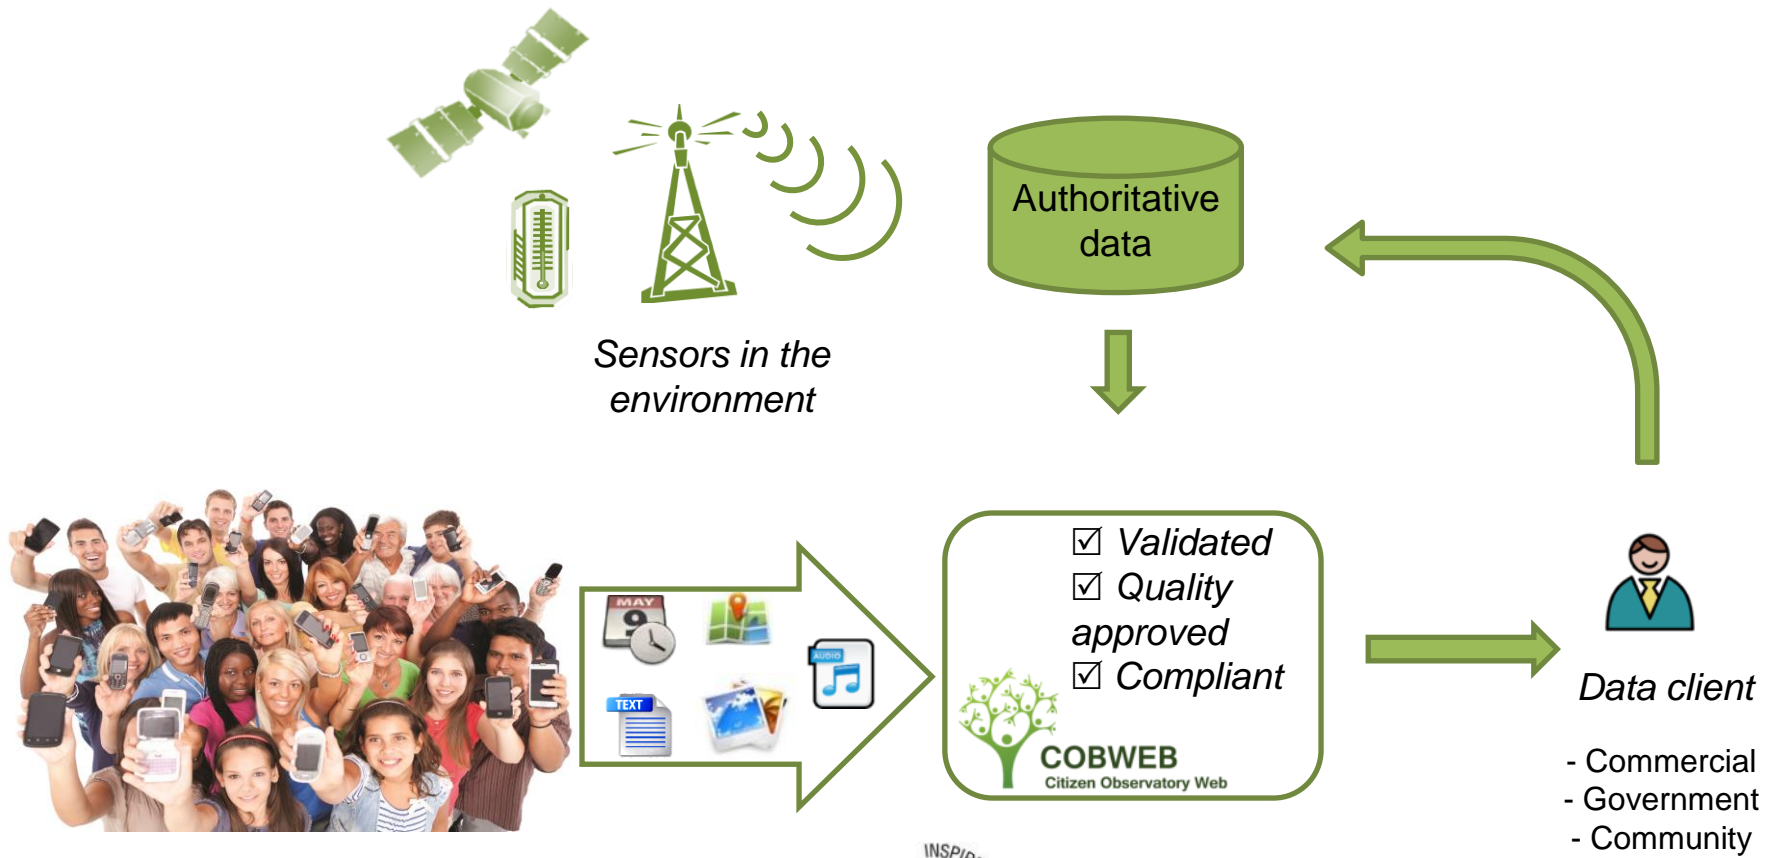 Authoritative
data
Sensors in the
environment
MAY
9
AUDIO
TEXT
☑ Validated
☑ Quality
approved
☑ Compliant
COBWEB
Citizen Observatory Web
Data client
- Commercial
- Government
- Community